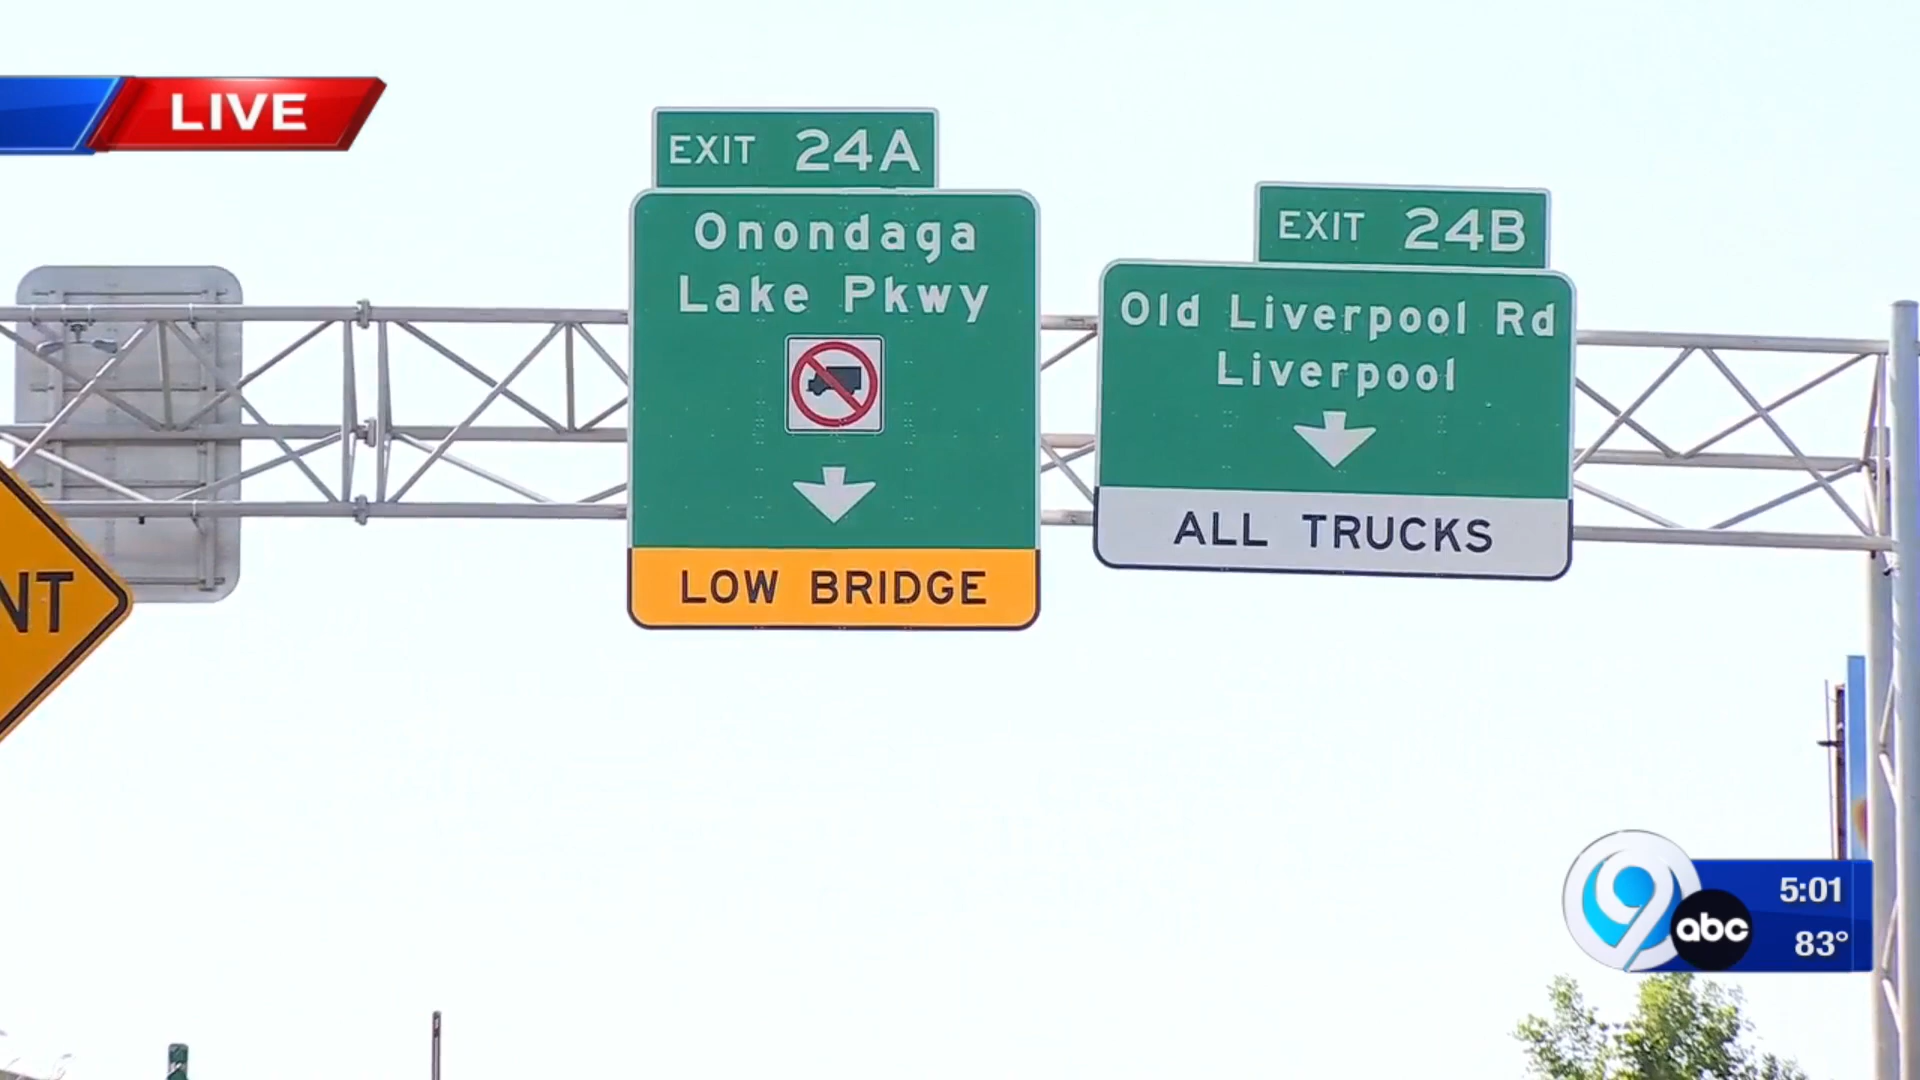 LIVE
EXIT 24A
Onondaga
Lake Pkwy
LOW BRIDGE
EXIT 24B
Old Liverpool Rd
Liverpool
ALL TRUCKS
NT
9
abc
5:01
83°